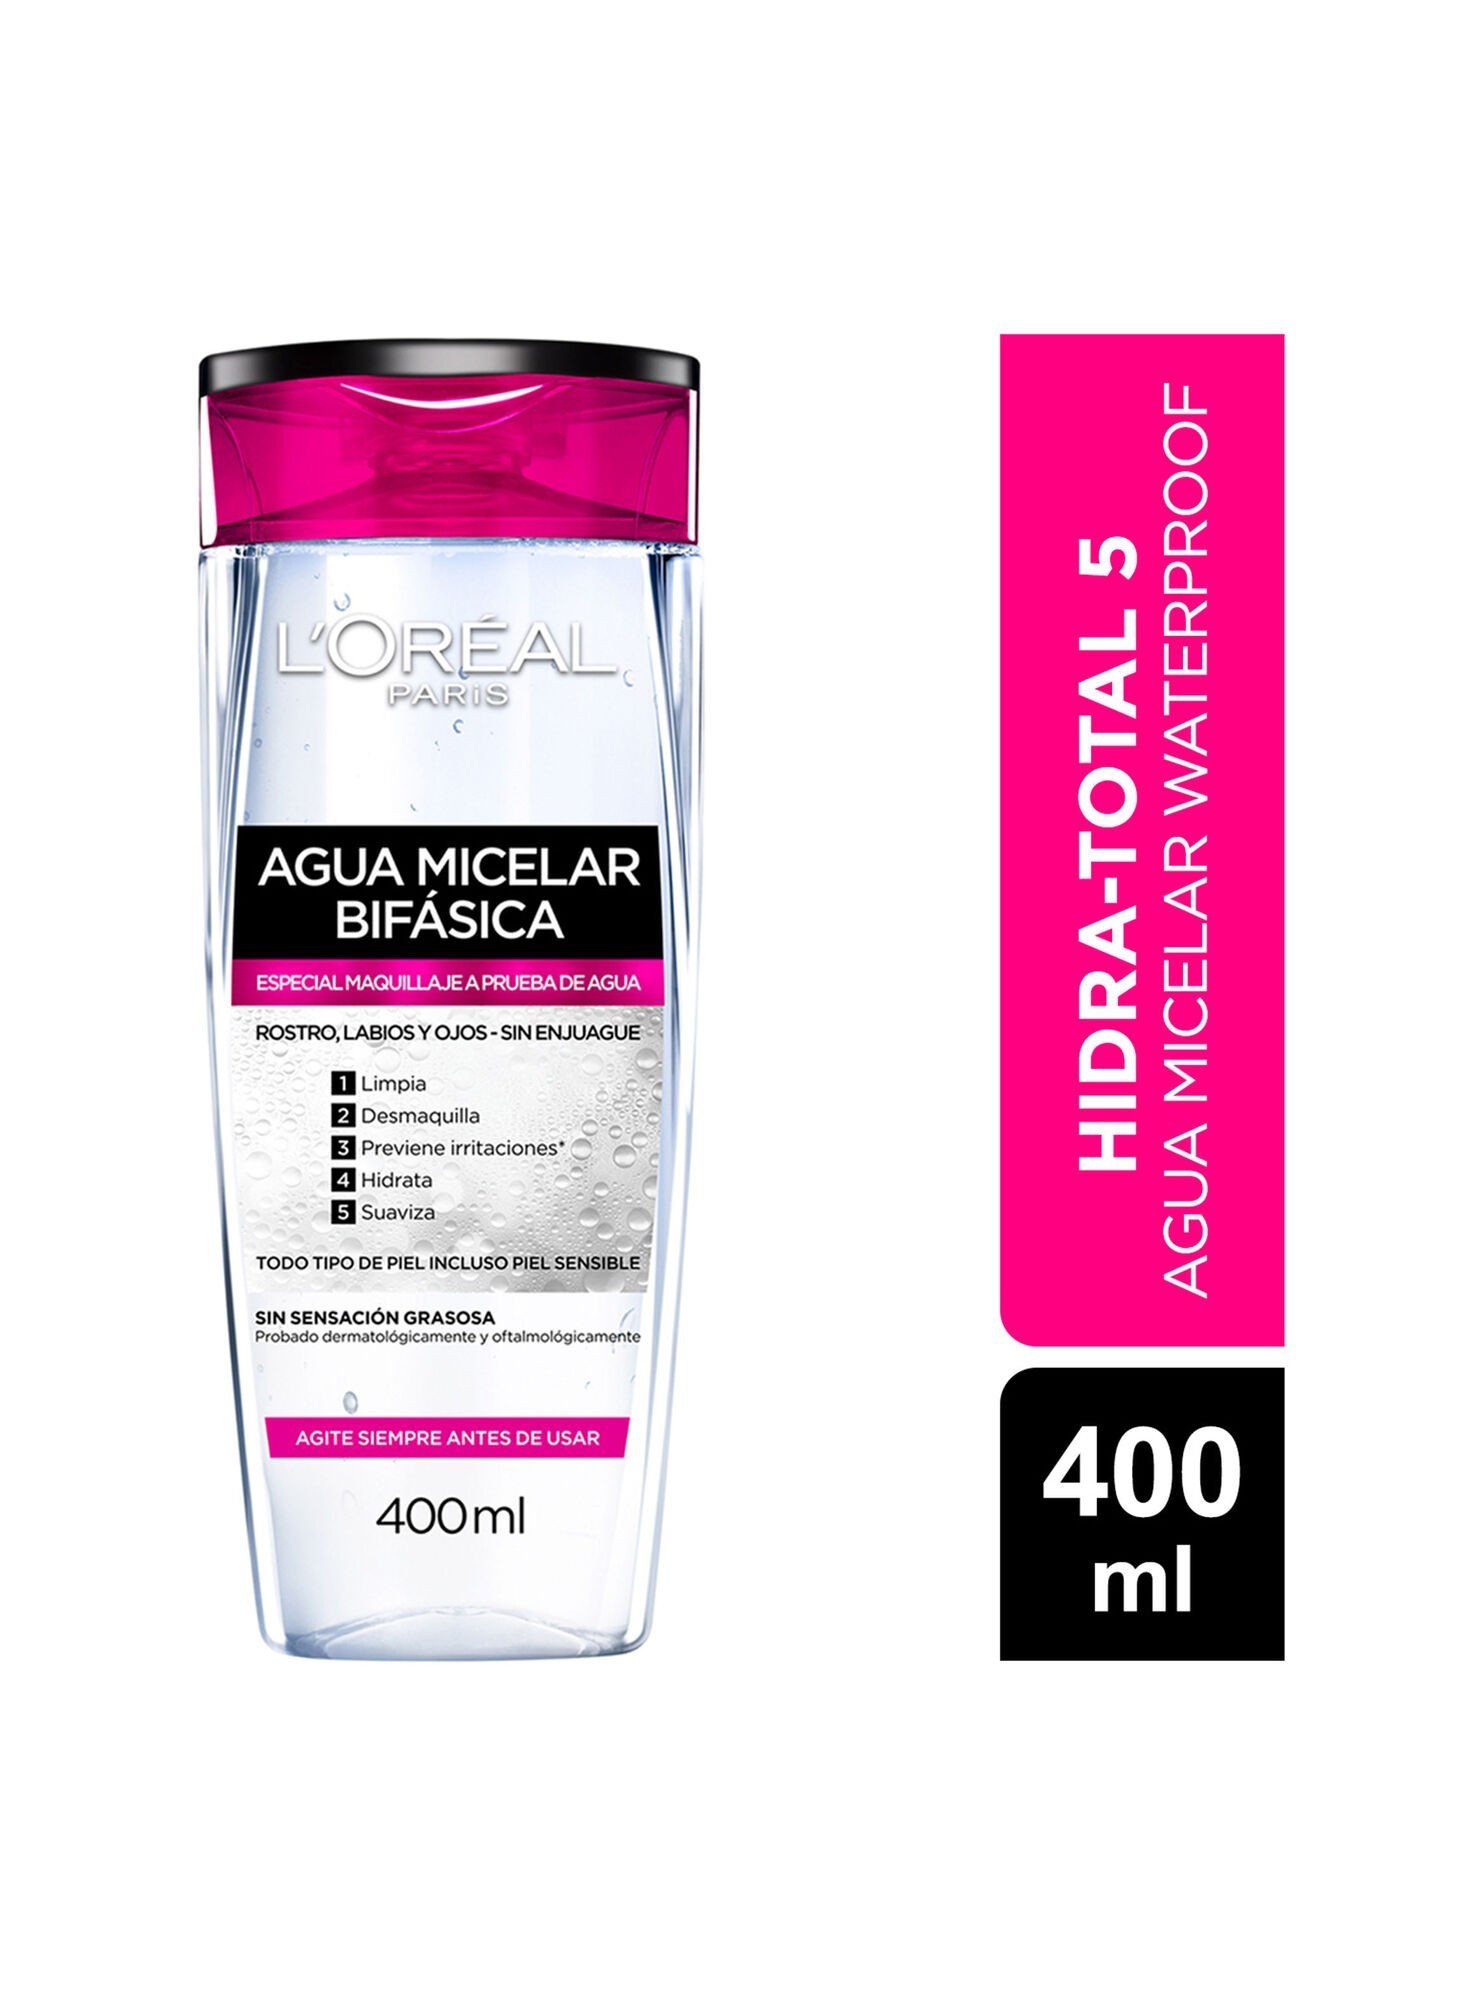 L'ORÉAL
PARiS
AGUA MICELAR
BIFÁSICA
ESPECIAL MAQUILLAJE A PRUEBA DE AGUA
ROSTRO, LABIOS Y OJOS - SIN ENJUAGUE
1 Limpia
2 Desmaquilla
3 Previene irritaciones*
4 Hidrata
5 Suaviza
TODO TIPO DE PIEL INCLUSO PIEL SENSIBLE
SIN SENSACIÓN GRASOSA
Probado dermatológicamente y oftalmológicamente
AGITE SIEMPRE ANTES DE USAR
400ml
HIDRA-TOTAL 5
AGUA MICELAR WATERPROOF
400
ml